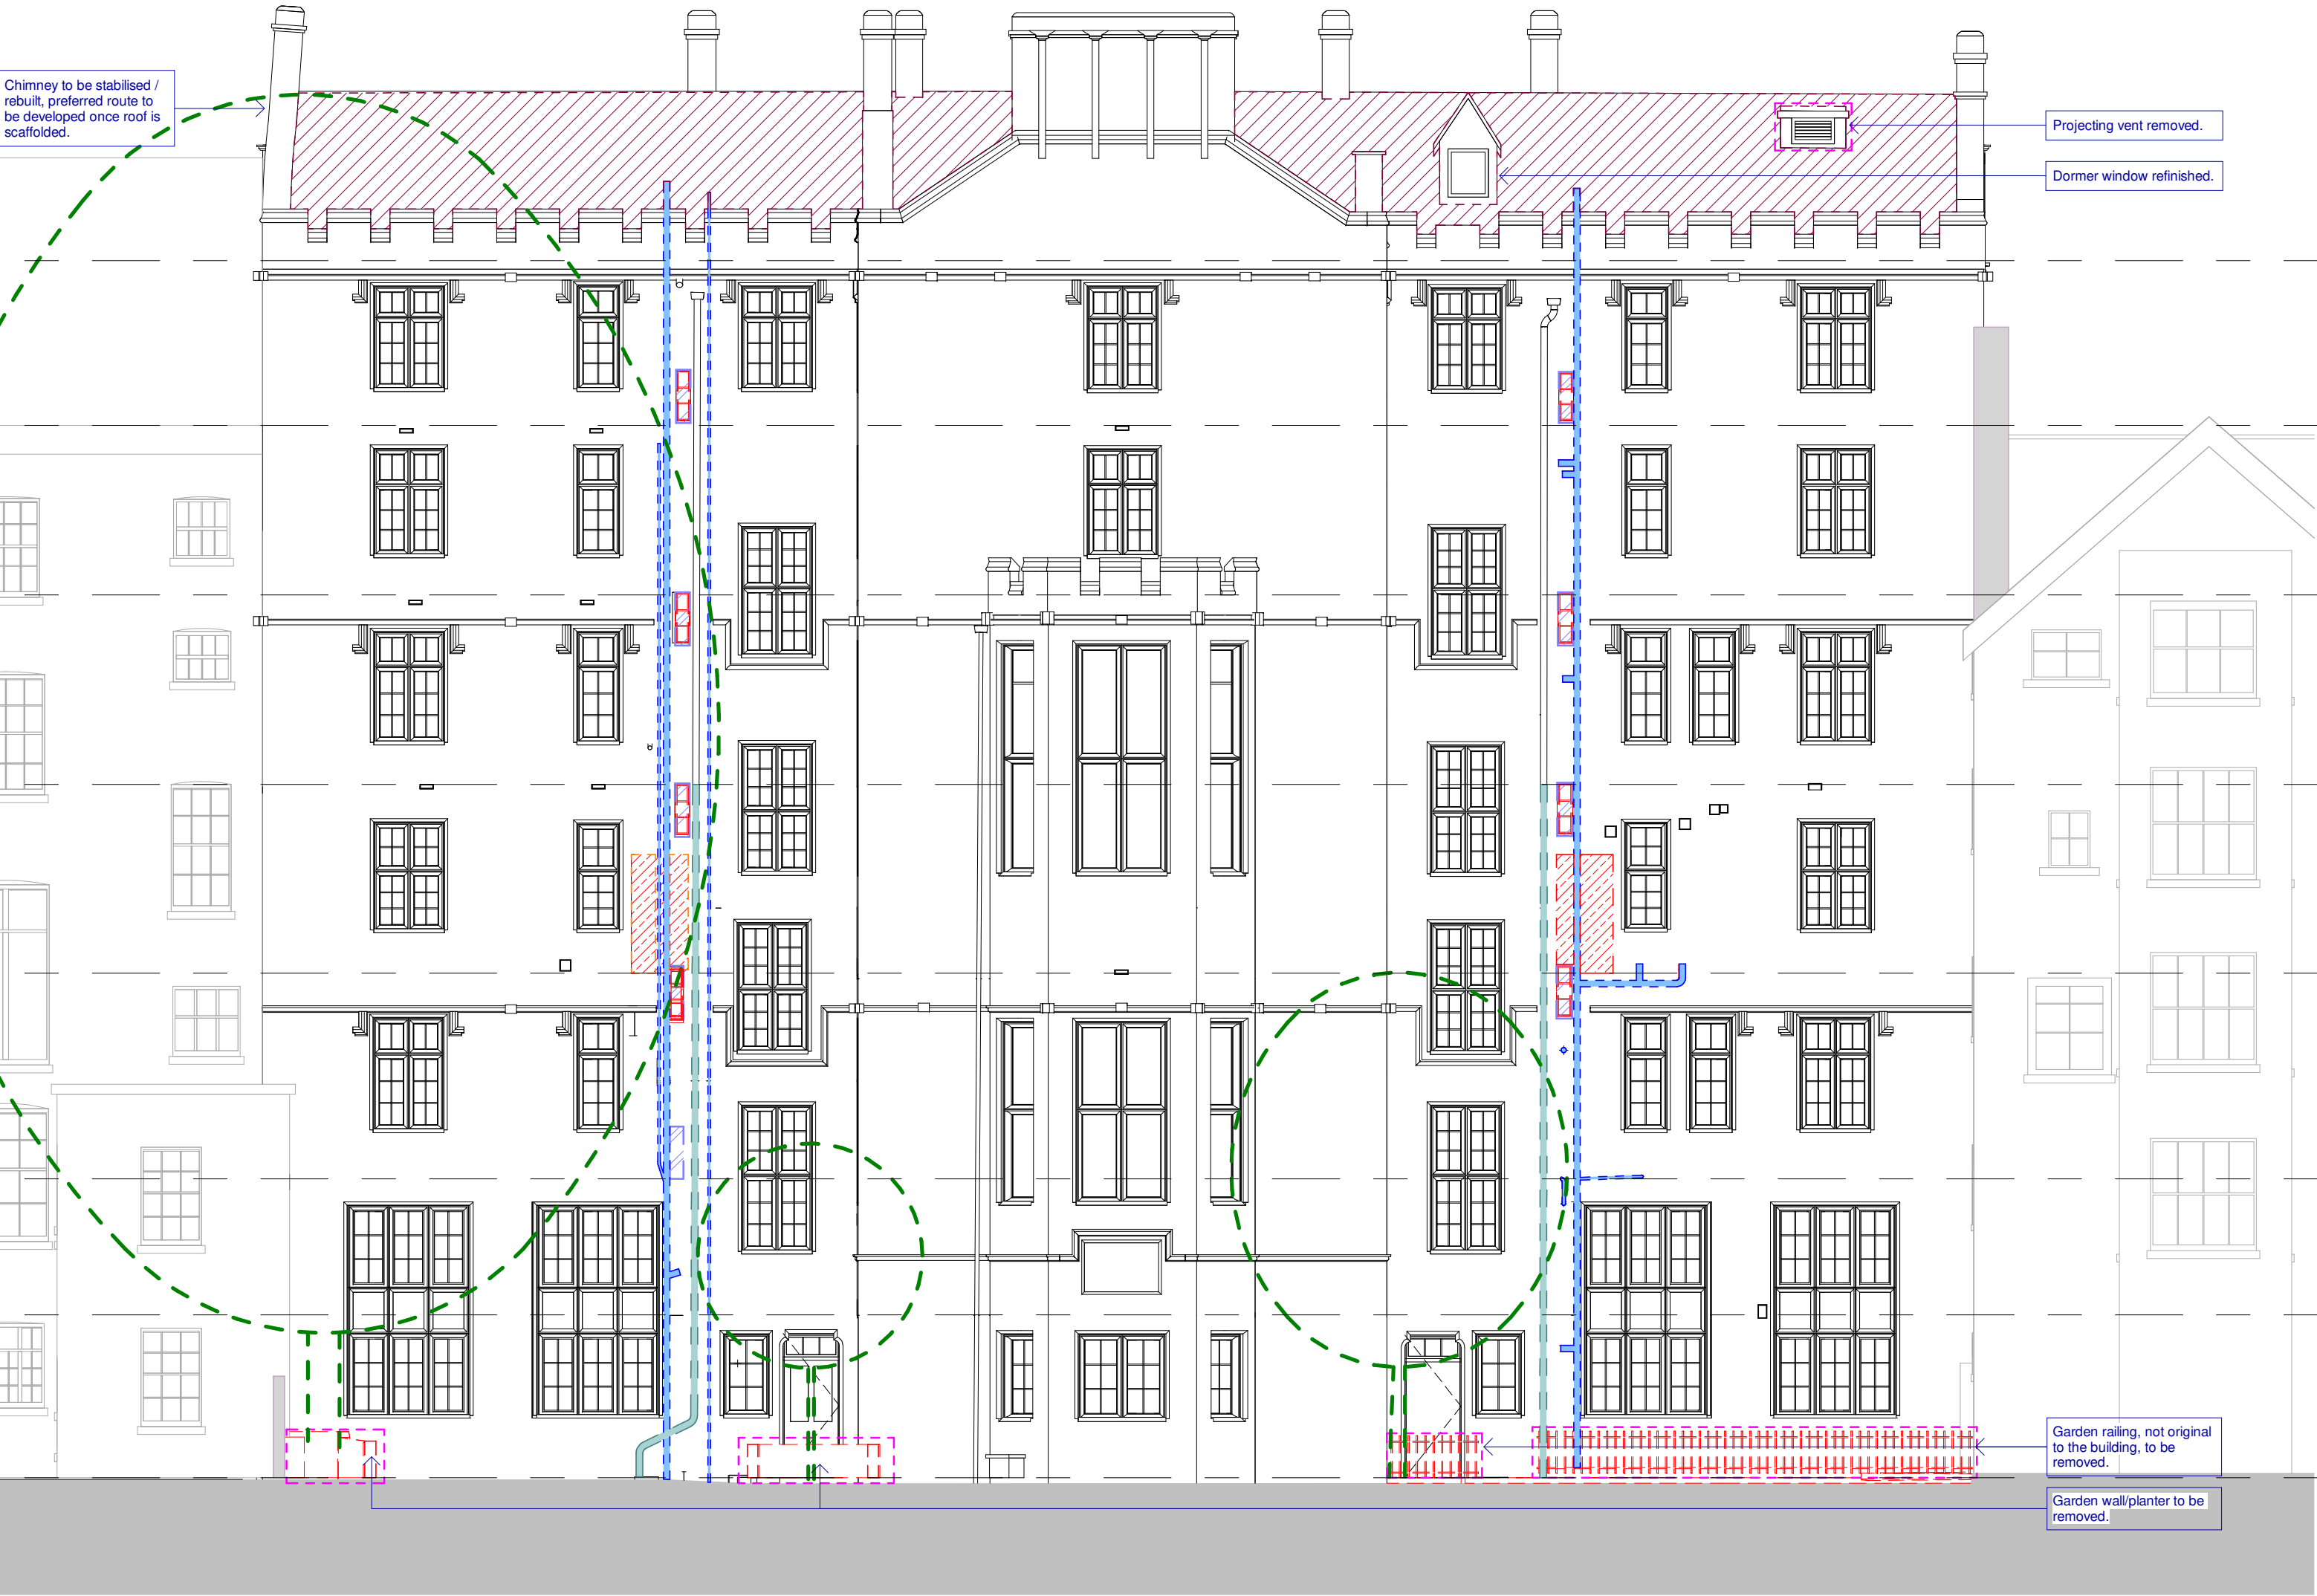 Chimney to be stabilised /
rebuilt, preferred route to
be developed once roof is
scaffolded.
Projecting vent removed.
Dormer window refinished.
Garden railing, not original
to the building, to be
removed.
Garden wall/planter to be
removed.